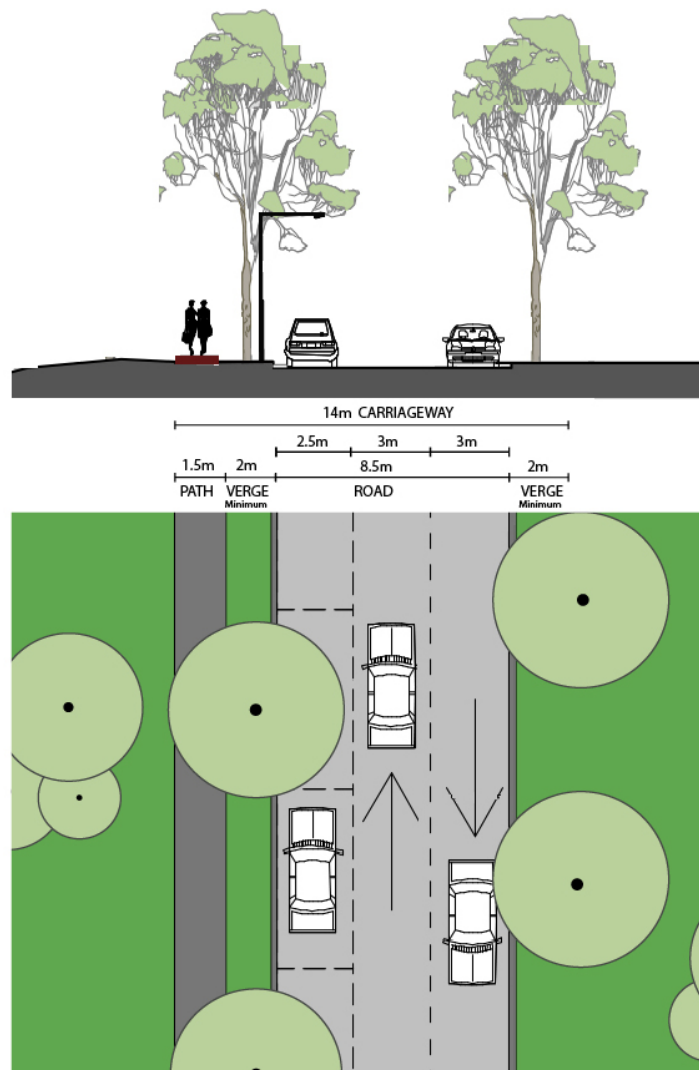 14m CARRIAGEWAY
2.5m 3m 3m
1.5m 2m 8.5m 2m
PATH VERGE ROAD VERGE
Minimum Minimum